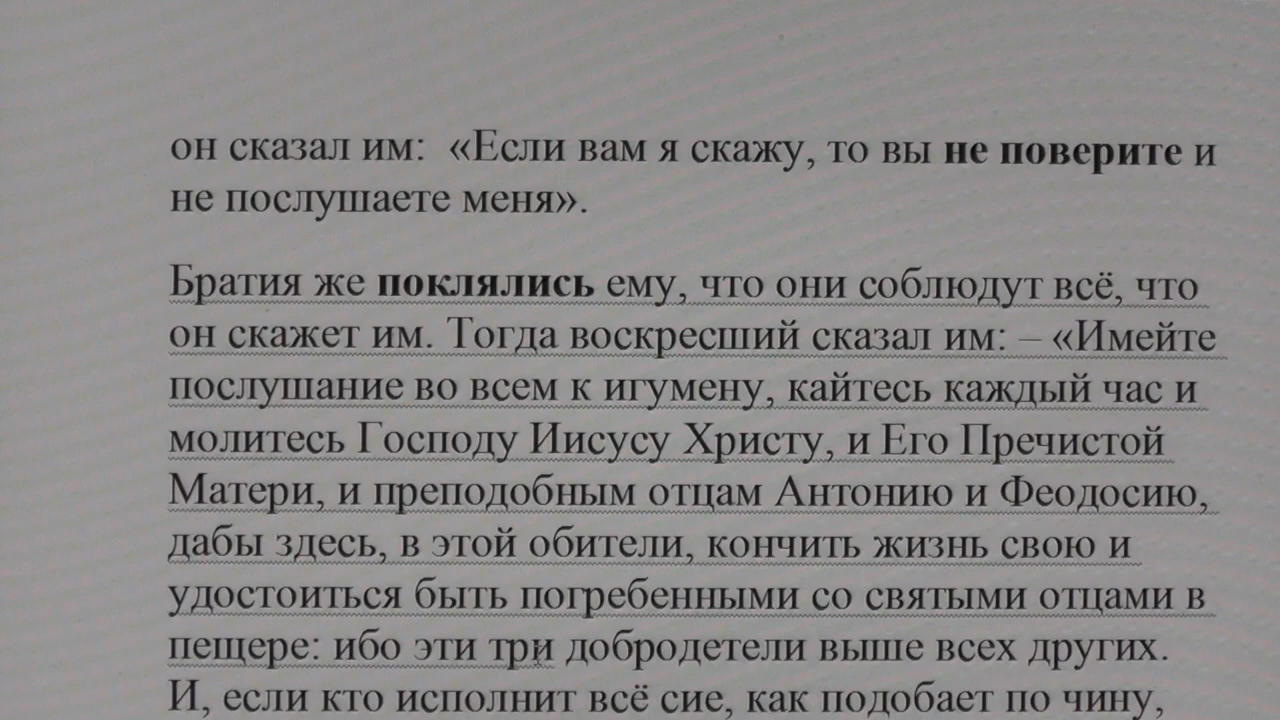 он сказал им:  «Если вам я скажу, то вы не поверите и
не послушаете меня».
Братия же поклялись ему, что они соблюдут всё, что
он скажет им. Тогда воскресший сказал им: – «Имейте
послушание во всем к игумену, кайтесь каждый час и
молитесь Господу Иисусу Христу, и Его Пречистой
Матери, и преподобным отцам Антонию и Феодосию,
дабы здесь, в этой обители, кончить жизнь свою и
удостоиться быть погребенными со святыми отцами в
пещере: ибо эти три добродетели выше всех других.
И, если кто исполнит всё сие, как подобает по чину,